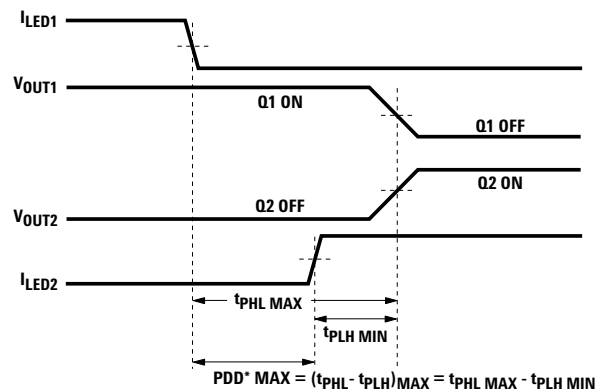 ILED1
VOUT1
Q1 ON
Q1 OFF
Q2 ON
Q2 OFF
VOUT2
ILED2
tPHL MAX
tPLH MIN
PDD* MAX = (tPHL- tPLH)MAX = tPHL MAX - tPLH MIN